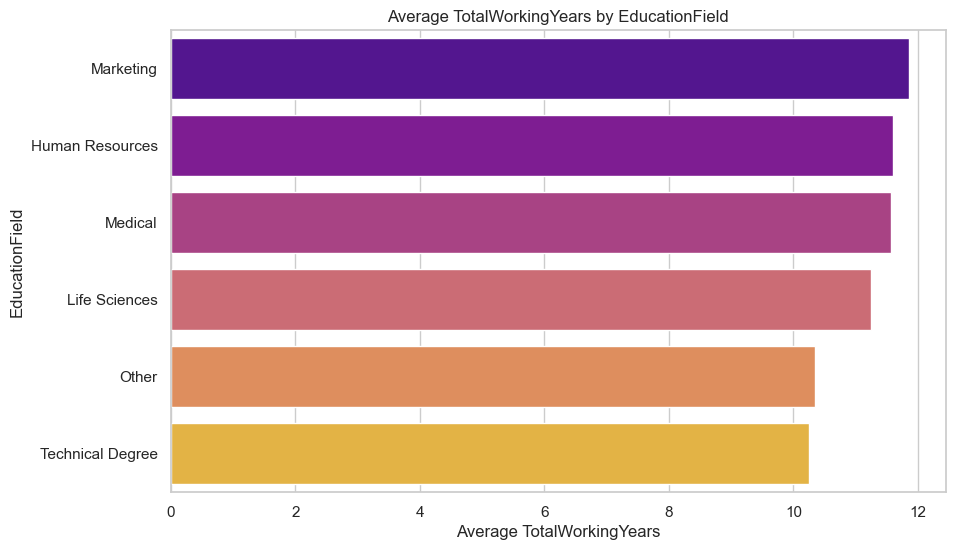 Average TotalWorkingYears by EducationField
EducationField
Marketing
Human Resources
Medical
Life Sciences
Other
Technical Degree
0 2 4 6 8 10 12
Average TotalWorkingYears